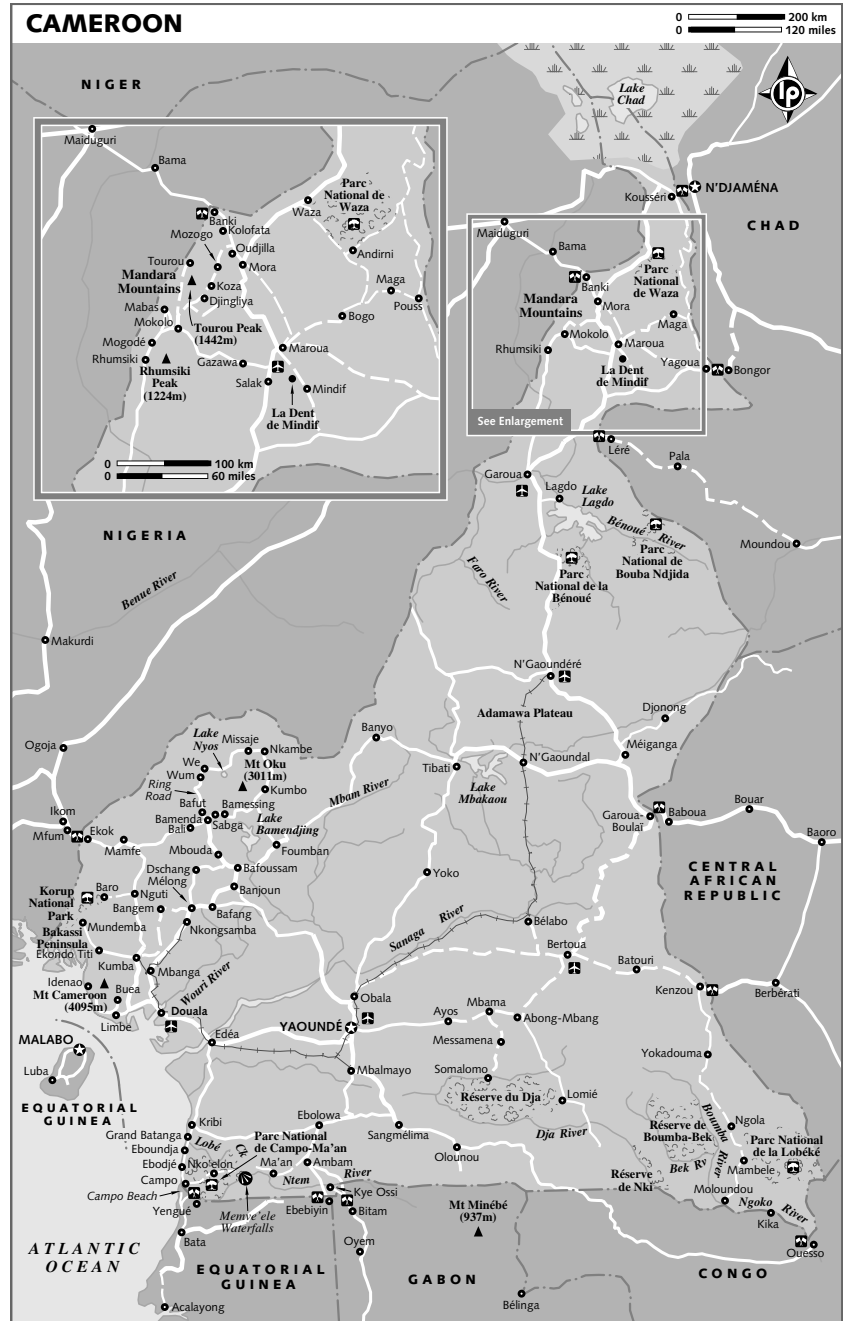 CAMEROON
0 200 km
0 120 miles
NIGER
Lake
Chad
lp
Maiduguri
Bama
Parc
National de
Waza
Waza
Banki
Kolofata
Mozogo
Oudjilla
Tourou
Mora
Andirni
Mandara
Mountains
Koza
Djingliya
Maga
Pouss
Mabas
Mokolo
Tourou Peak
(1442m)
Bogo
Mogodé
Rhumsiki
Rhumsiki
Peak
(1224m)
Gazawa
Maroua
Salak
Mindif
La Dent
de Mindif
0 100 km
0 60 miles
Kousséri
N'DJAMÉNA
CHAD
Maiduguri
Bama
Banki
Parc
National
de Waza
Mandara
Mountains
Mora
Maga
Mokolo
Maroua
Rhumsiki
La Dent
de Mindif
Yagoua
Bongor
See Enlargement
Léré
Pala
Garoua
Lagdo
Lake
Lagdo
Bénoué River
Parc
National de
Bouba Ndjida
Moundou
NIGERIA
Benue River
Faro River
Parc
National de la
Bénoué
Makurdi
N'Gaoundéré
Adamawa Plateau
Djonong
Ogoja
Lake
Nyos
Missaje
Nkambe
Banyo
Méiganga
We
Wum
Mt Oku
(3011m)
Tibati
N'Gaoundal
Ring
Road
Kumbo
Mbam River
Lake
Mbakaou
Ikom
Bafut
Bamessing
Bamenda
Sabga
Bali
Lake
Bamendjing
Mfum
Ekok
Mamfe
Mbouda
Foumban
Garoua-
Boulaï
Baboua
Bouar
Baoro
Dschang
Mélong
Bafoussam
Yoko
CENTRAL
AFRICAN
REPUBLIC
Korup
National
Park
Baro
Nguti
Banjoun
Bangem
Bafang
Bakassi
Peninsula
Mundemba
Nkongsamba
Sanaga River
Bélabo
Ekondo Titi
Kumba
Bertoua
Mbanga
Batouri
Idenao
Mt Cameroon
(4095m)
Buea
Wouri River
Kenzou
Berbérati
Limbe
Douala
Obala
Edéa
YAOUNDÉ
Ayos
Mbama
Abong-Mbang
MALABO
Messamena
Yokadouma
Luba
Mbalmayo
Somalomo
EQUATORIAL
GUINEA
Réserve du Dja
Lomié
Kribi
Ebolowa
Boumba River
Ngola
Grand Batanga
Lobé Ck
Parc National
de Campo-Ma'an
Sangmélima
Dja River
Réserve de
Boumba-Bek
Parc National
de la Lobéké
Eboundja
Olounou
Ebodjé
Nko'elon
Ma'an
Ambam
Bek Rv
Mambele
Campo
Ntem River
Réserve
de Nki
Campo Beach
Kye Ossi
Moloundou
Yengué
Memve'ele
Waterfalls
Ebebiyin
Bitam
Mt Minébé
(937m)
Ngoko River
Kika
Bata
Oyem
Ouesso
ATLANTIC
OCEAN
EQUATORIAL
GUINEA
GABON
CONGO
Acalayong
Bélinga